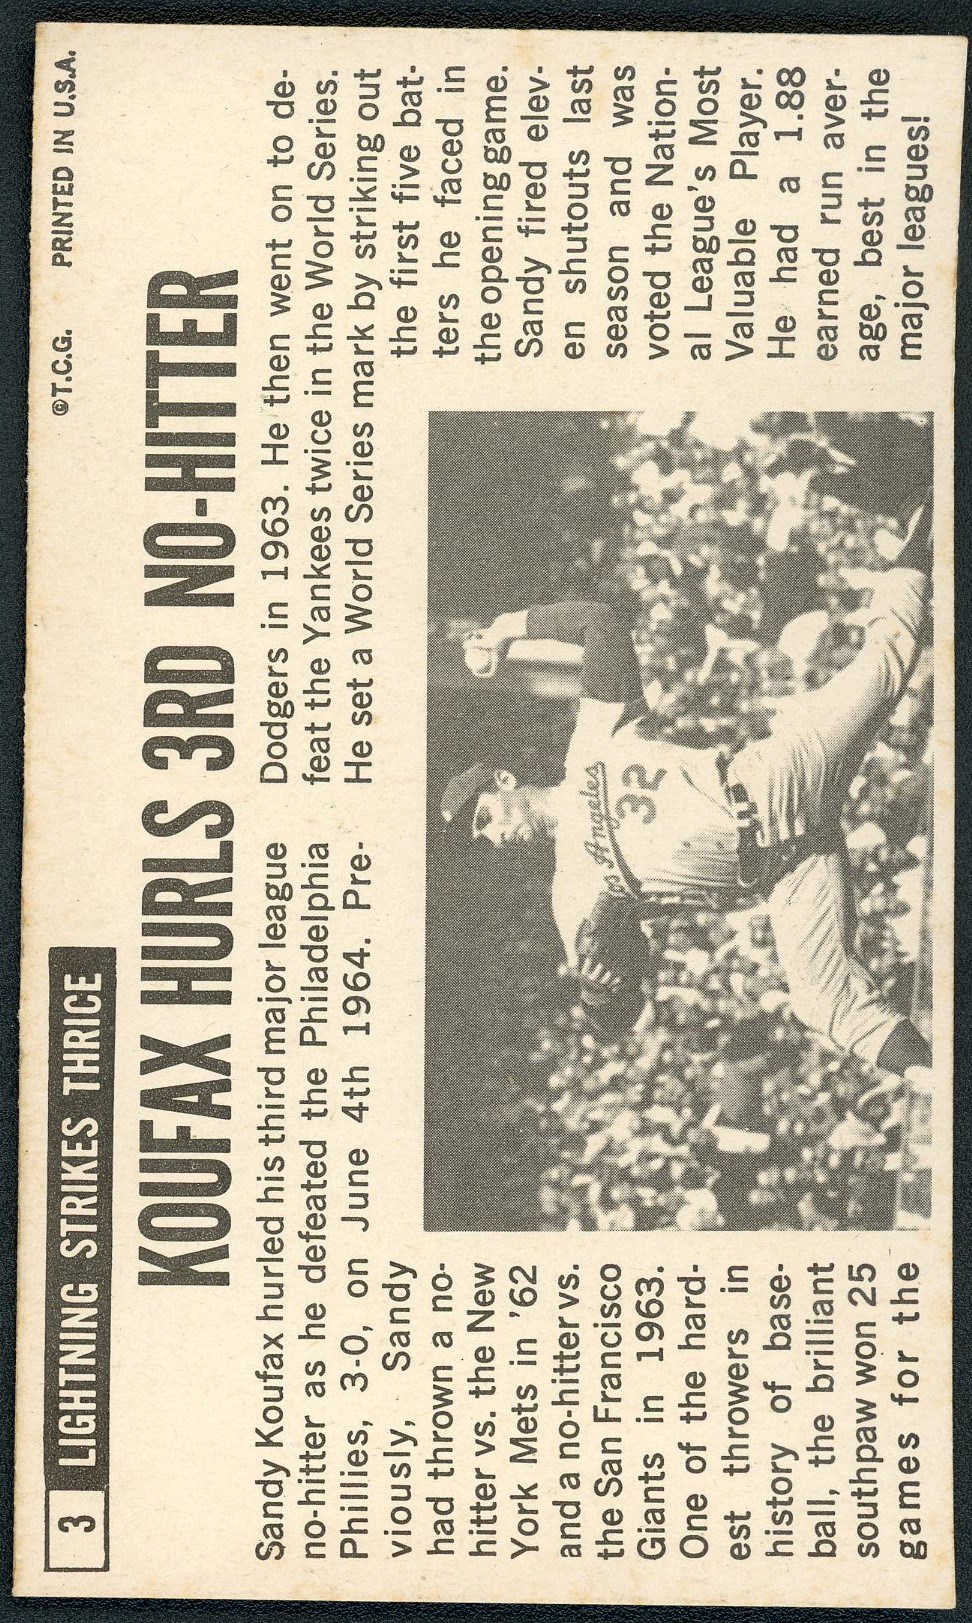 3 LIGHTNING STRIKES THRICE ©T.C.G. PRINTED IN U.S.A.
KOUFAX HURLS 3RD NO-HITTER
Sandy Koufax hurled his third major league
no-hitter as he defeated the Philadelphia
Phillies, 3-0, on June 4th 1964. Pre-
viously, Sandy
had thrown a no-
hitter vs. the New
York Mets in '62
and a no-hitter vs.
the San Francisco
Giants in 1963.
One of the hard-
est throwers in
history of base-
ball, the brilliant
southpaw won 25
games for the
Dodgers in 1963. He then went on to de-
feat the Yankees twice in the World Series.
He set a World Series mark by striking out
the first five bat-
ters he faced in
the opening game.
Sandy fired elev-
en shutouts last
season and was
voted the Nation-
al League's Most
Valuable Player.
He had a 1.88
earned run aver-
age, best in the
major leagues!
Los Angeles
32